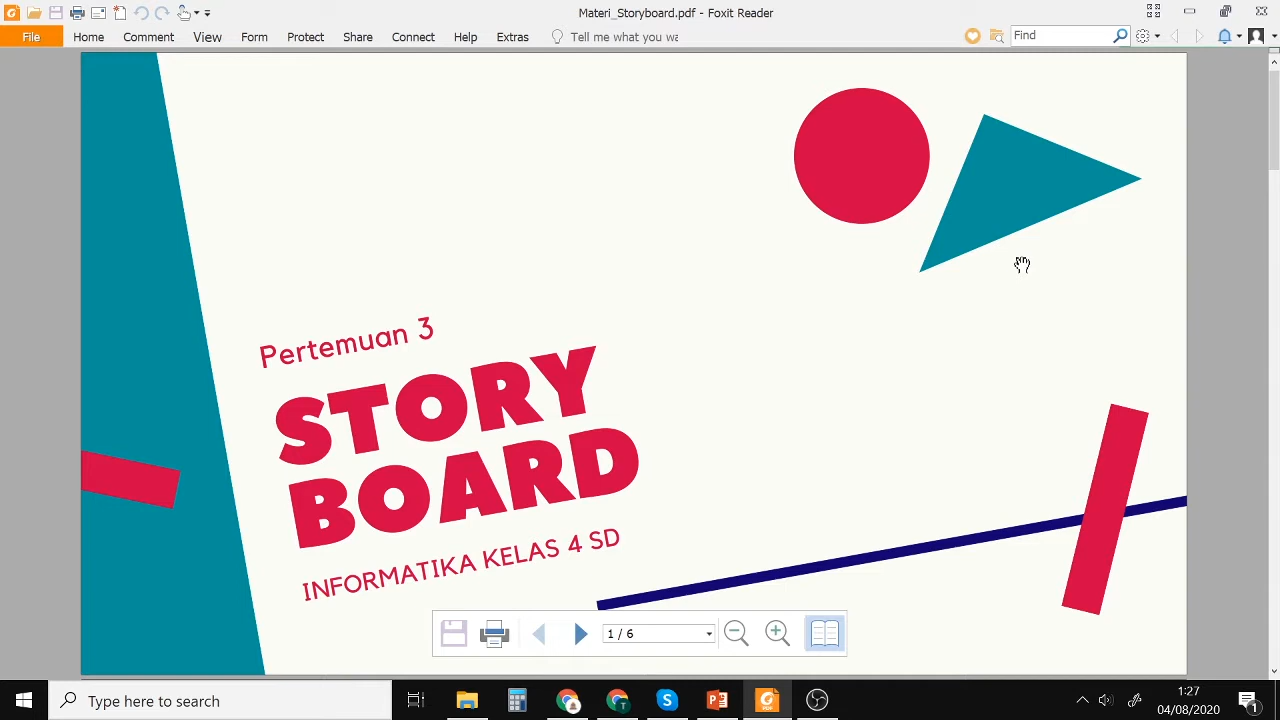 Materi_Storyboard.pdf - Foxit Reader
File Home Comment View Form Protect Share Connect Help Extras Tell me what you wa Find
Pertemuan 3
STORY
BOARD
INFORMATIKA KELAS 4 SD
1 / 6
Type here to search
1:27
04/08/2020